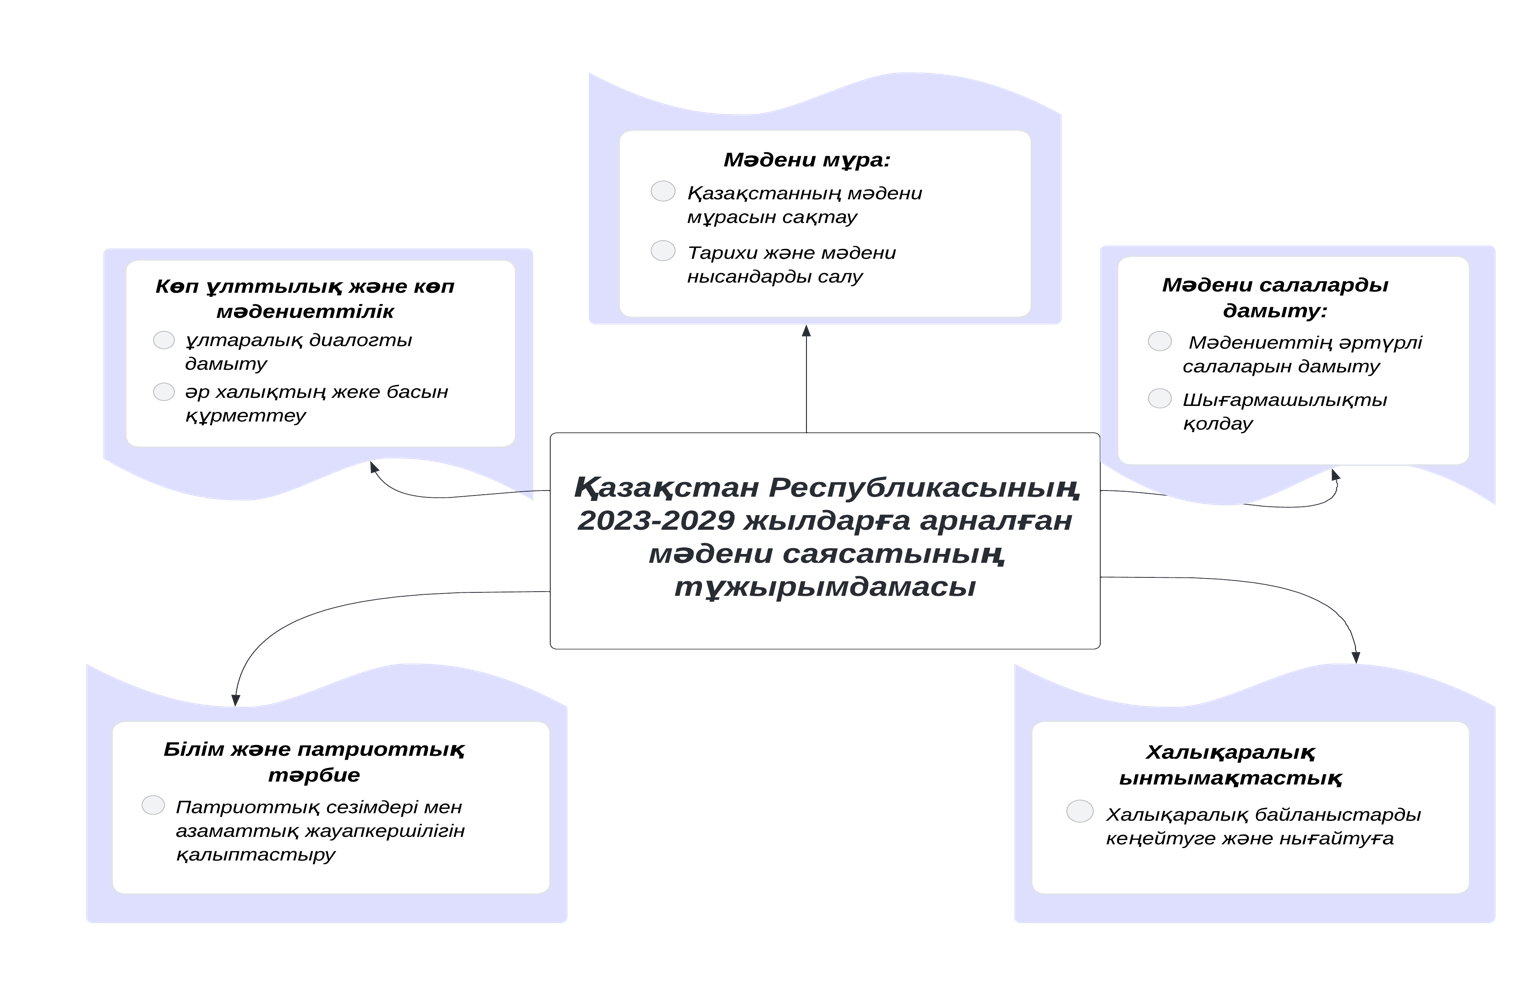 Мәдени мұра:
Қазақстанның мәдени
мұрасын сақтау
Тарихи және мәдени
нысандарды салу
Көп ұлттылық және көп
мәдениеттілік
ұлтаралық диалогты
дамыту
әр халықтың жеке басын
құрметтеу
Мәдени салаларды
дамыту:
Мәдениеттің әртүрлі
салаларын дамыту
Шығармашылықты
қолдау
Қазақстан Республикасының
2023-2029 жылдарға арналған
мәдени саясатының
тұжырымдамасы
Білім және патриоттық
тәрбие
Патриоттық сезімдері мен
азаматтық жауапкершілігін
қалыптастыру
Халықаралық
ынтымақтастық
Халықаралық байланыстарды
кеңейтуге және нығайтуға